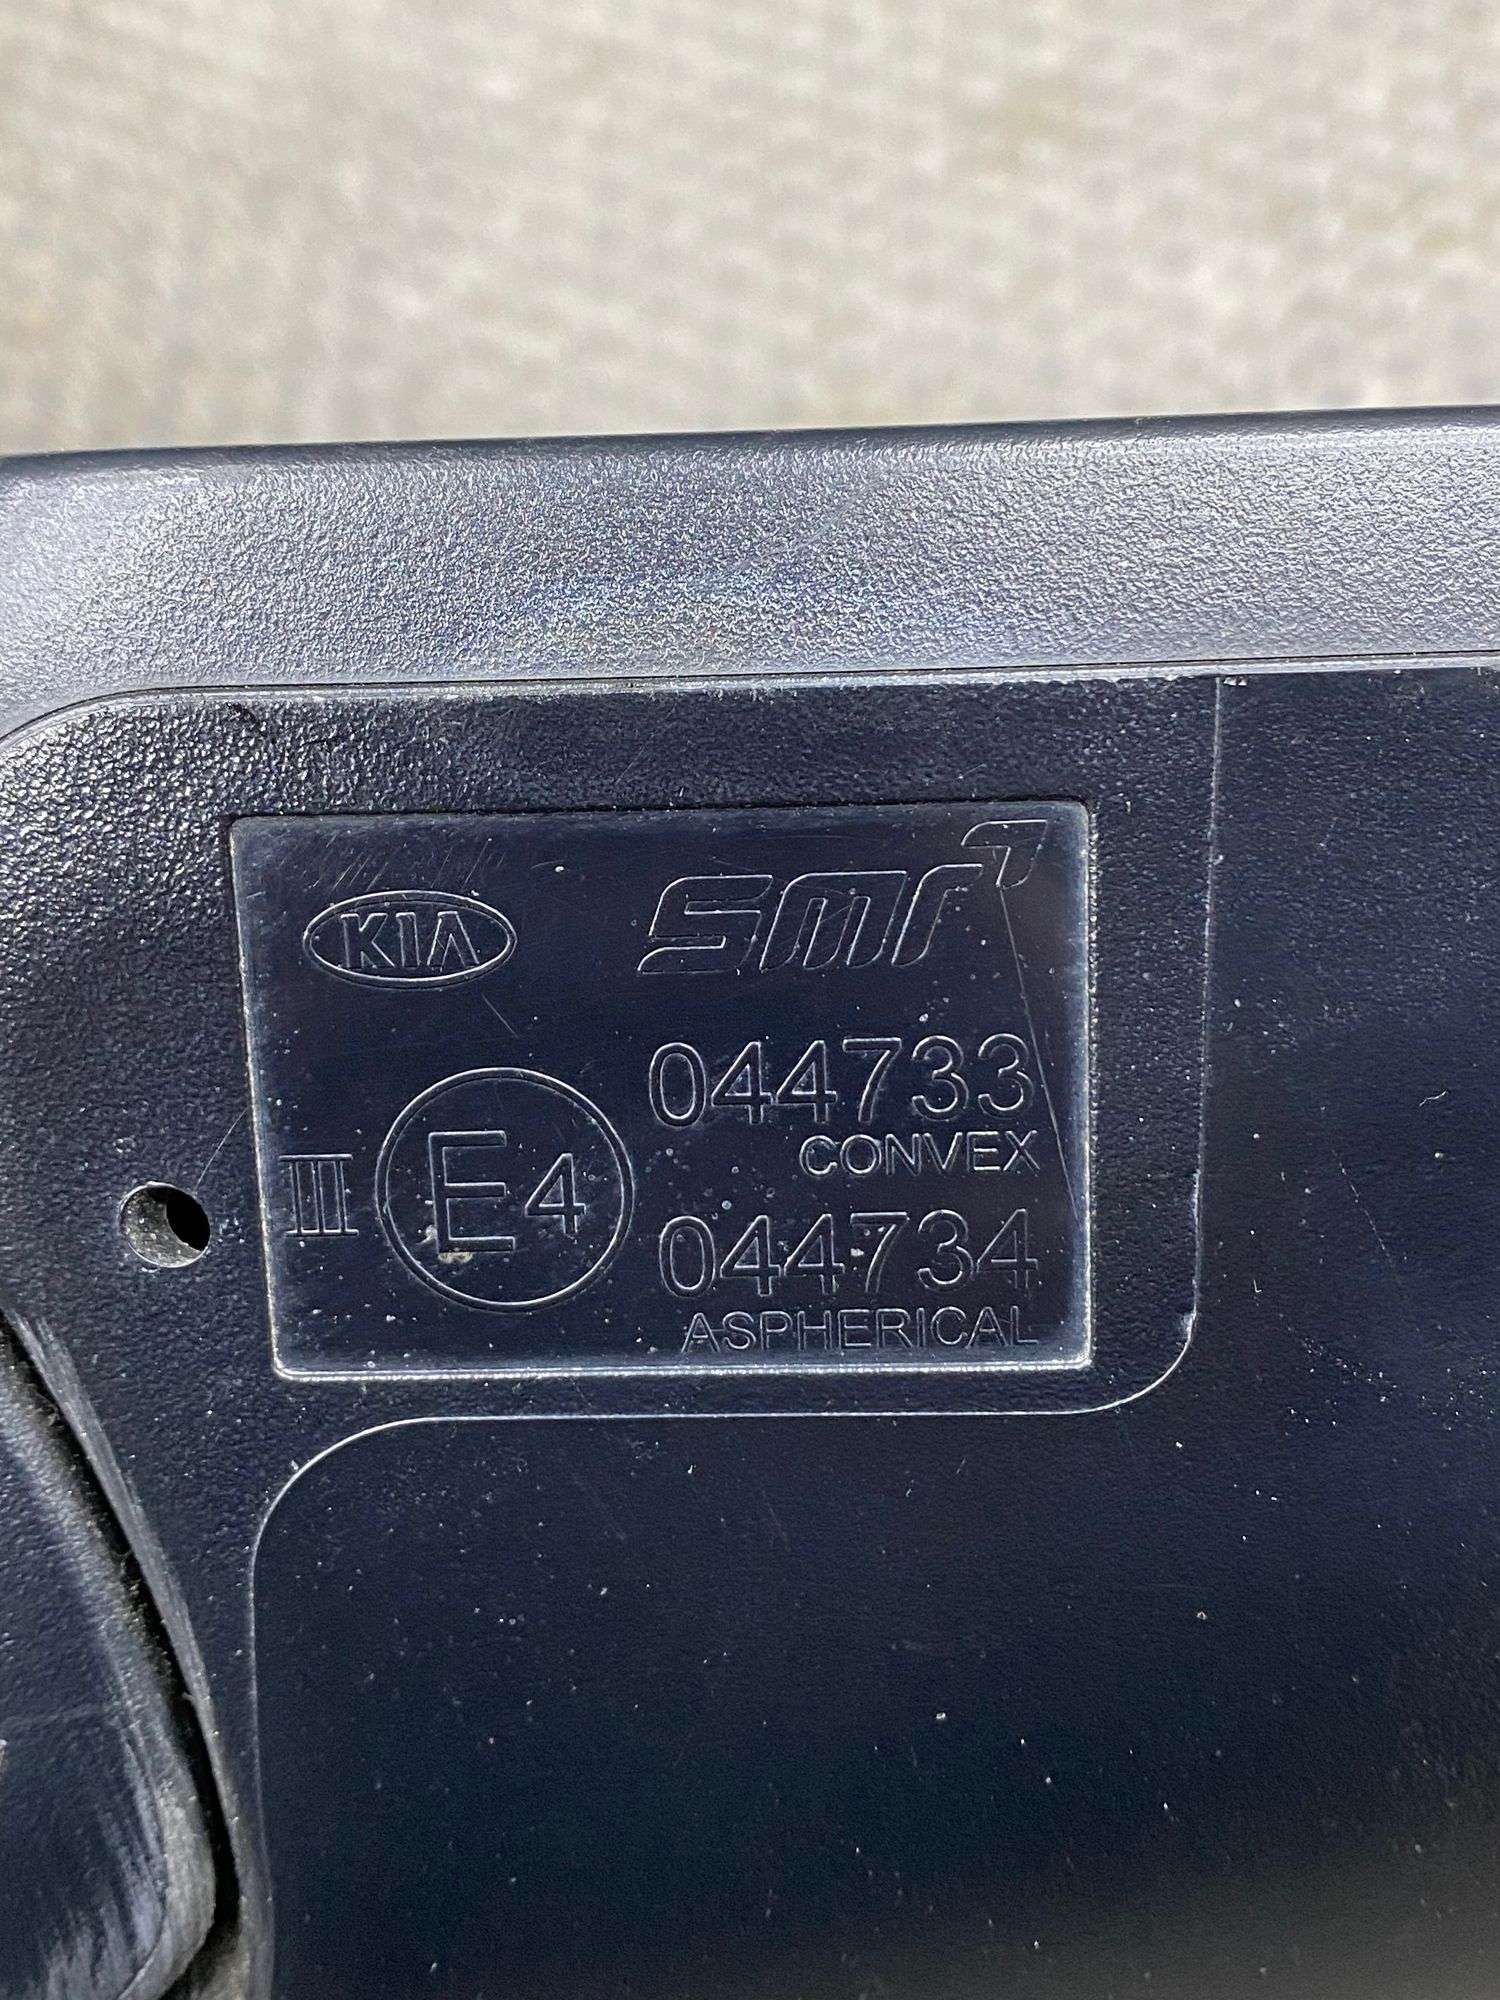 KIA smr
044733
CONVEX
III E4
044734
ASPHERICAL